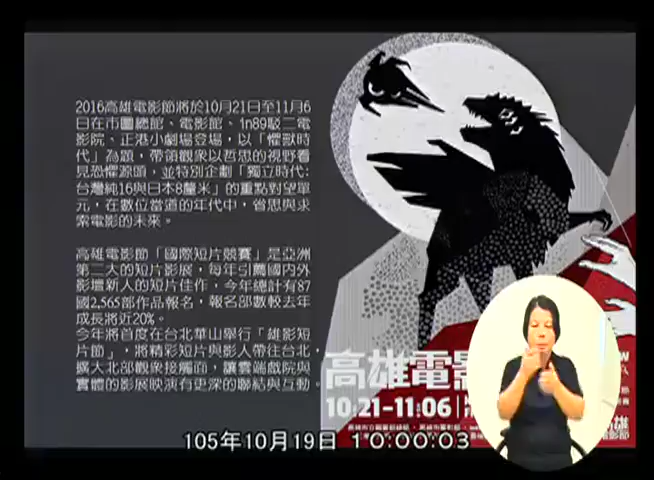 2016高雄電影節將於10月21日至11月6
日在市圖總館、電影館、in89駁二電
影院、正港小劇場登場，以「懼獸時
代」為題，帶領觀眾以哲思的視野看
見恐懼源頭，並特別企劃「獨立時代：
台灣純16與日本8釐米」的重點對望單
元，在數位當道的年代中，省思與求
索電影的未來。
高雄電影節「國際短片競賽」是亞洲
第二大的短片影展，每年引薦國內外
影壇新人的短片佳作，今年總計有87
國2,565部作品報名，報名部數較去年
成長將近20%。
今年將首度在台北華山舉行「雄影短
片節」，將精彩短片與影人帶往台北，
擴大北部觀眾接觸面，讓雲端戲院與
實體的影展映演有更深的聯結與互動。
高雄電影
10.21-11.06
105年10月19日 10:00:03